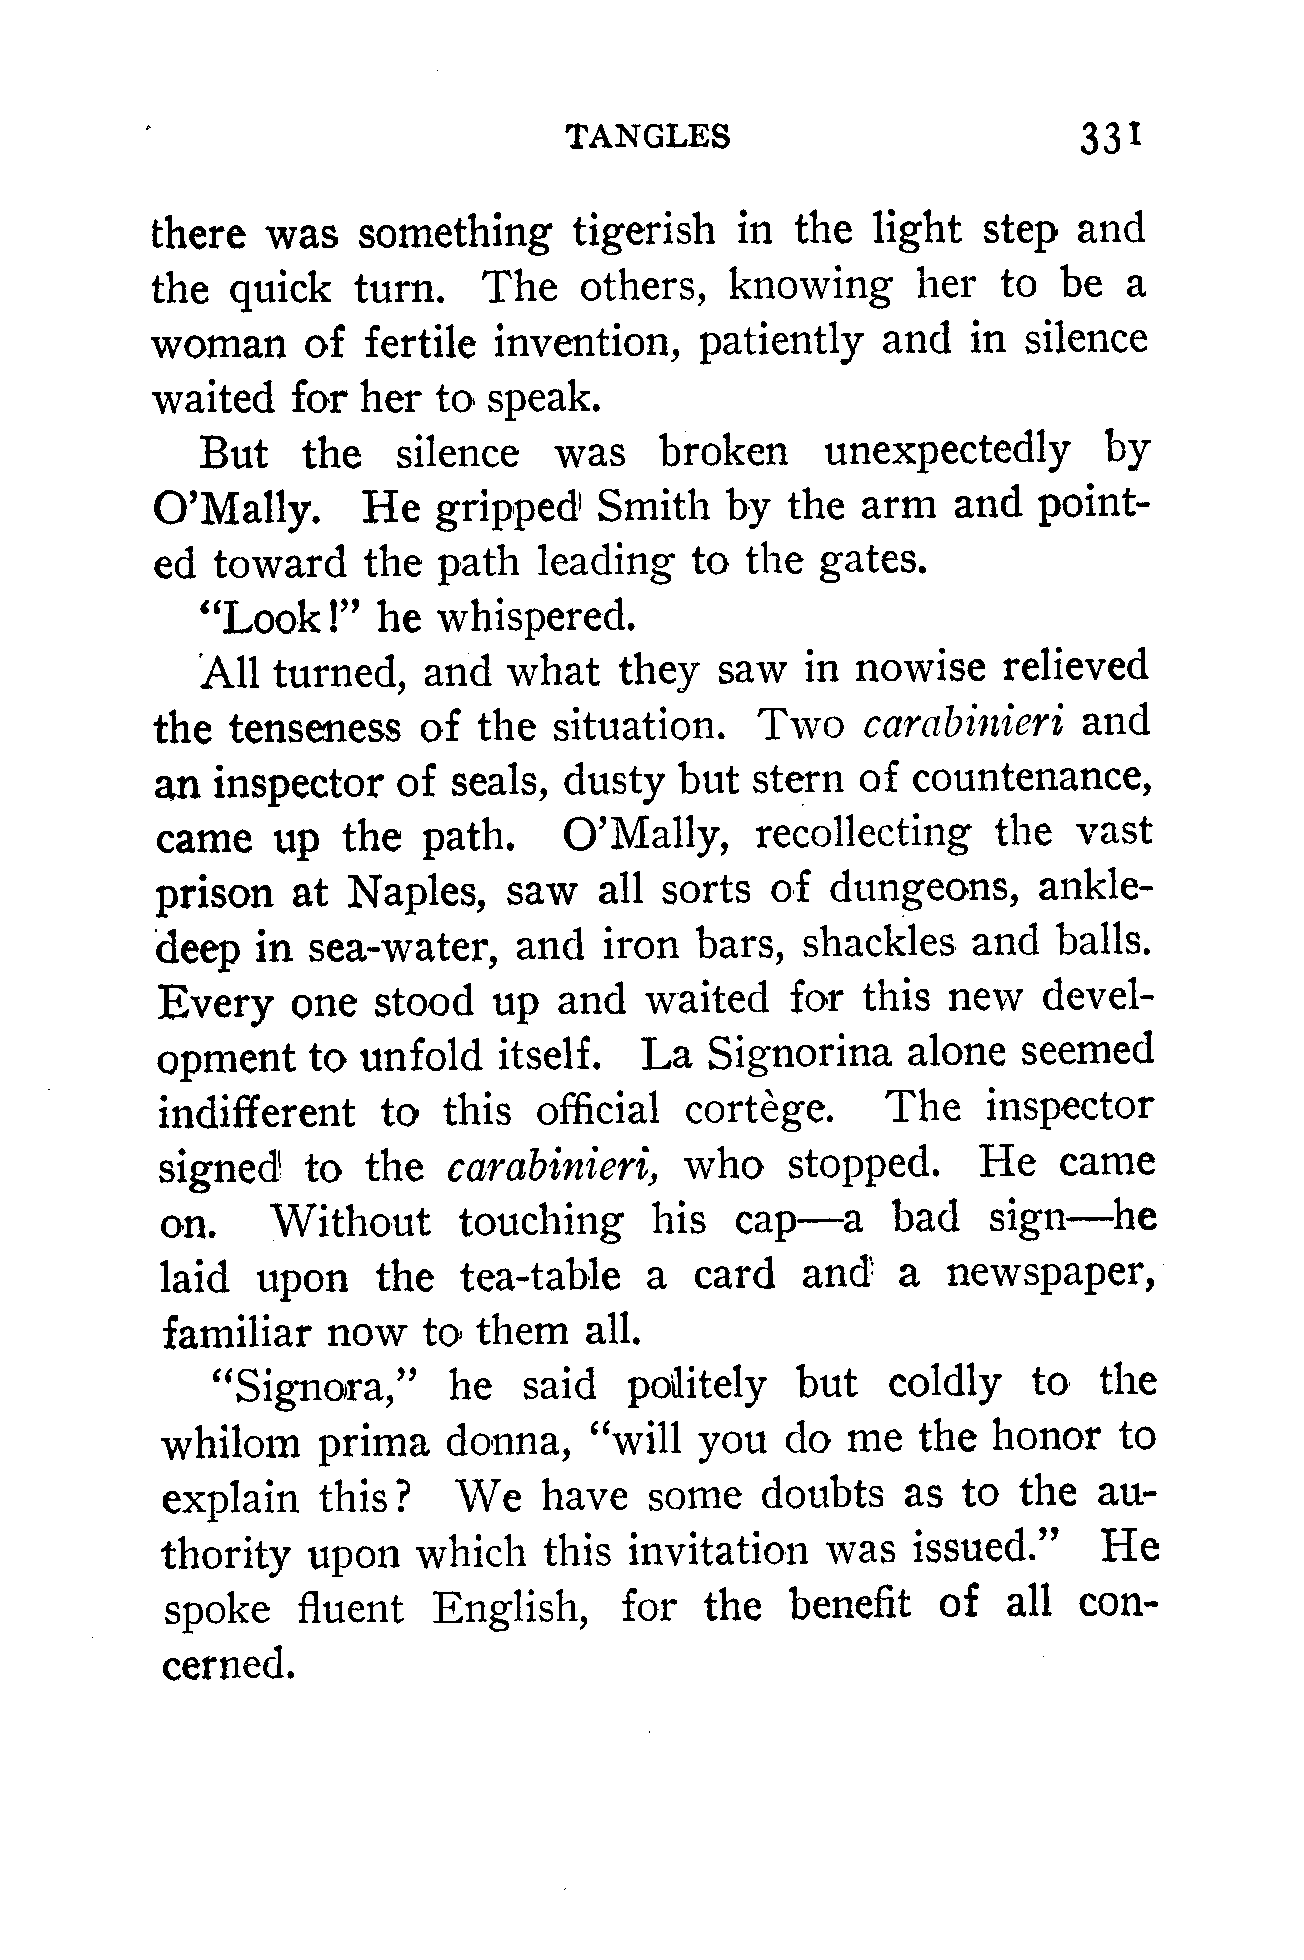 TANGLES 331
there was something tigerish in the light step and
the quick turn. The others, knowing her to be a
woman of fertile invention, patiently and in silence
waited for her to speak.
But the silence was broken unexpectedly by
O'Mally. He gripped Smith by the arm and point-
ed toward the path leading to the gates.
"Look!" he whispered.
All turned, and what they saw in nowise relieved
the tenseness of the situation. Two carabinieri and
an inspector of seals, dusty but stern of countenance,
came up the path. O'Mally, recollecting the vast
prison at Naples, saw all sorts of dungeons, ankle-
deep in sea-water, and iron bars, shackles and balls.
Every one stood up and waited for this new devel-
opment to unfold itself. La Signorina alone seemed
indifferent to this official cortège. The inspector
signed to the carabinieri, who stopped. He came
on. Without touching his cap—a bad sign—he
laid upon the tea-table a card and a newspaper,
familiar now to them all.
"Signora," he said politely but coldly to the
whilom prima donna, "will you do me the honor to
explain this? We have some doubts as to the au-
thority upon which this invitation was issued." He
spoke fluent English, for the benefit of all con-
cerned.